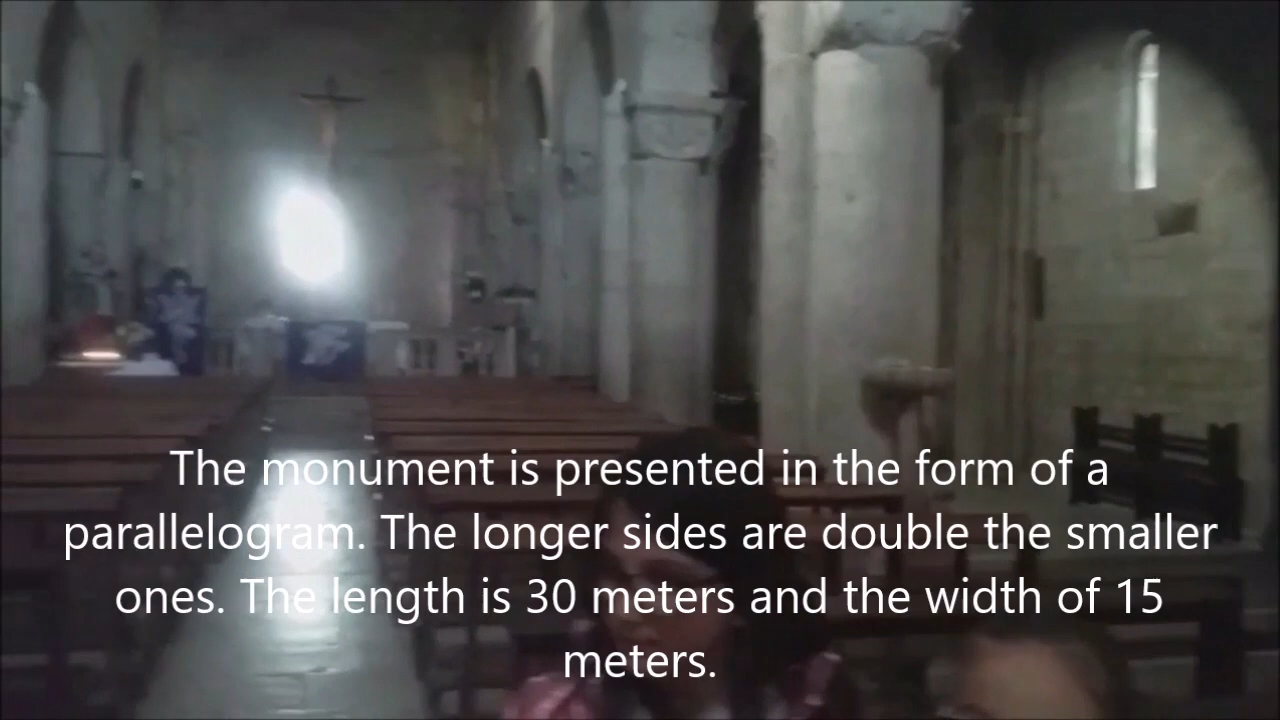 The monument is presented in the form of a
parallelogram. The longer sides are double the smaller
ones. The length is 30 meters and the width of 15
meters.